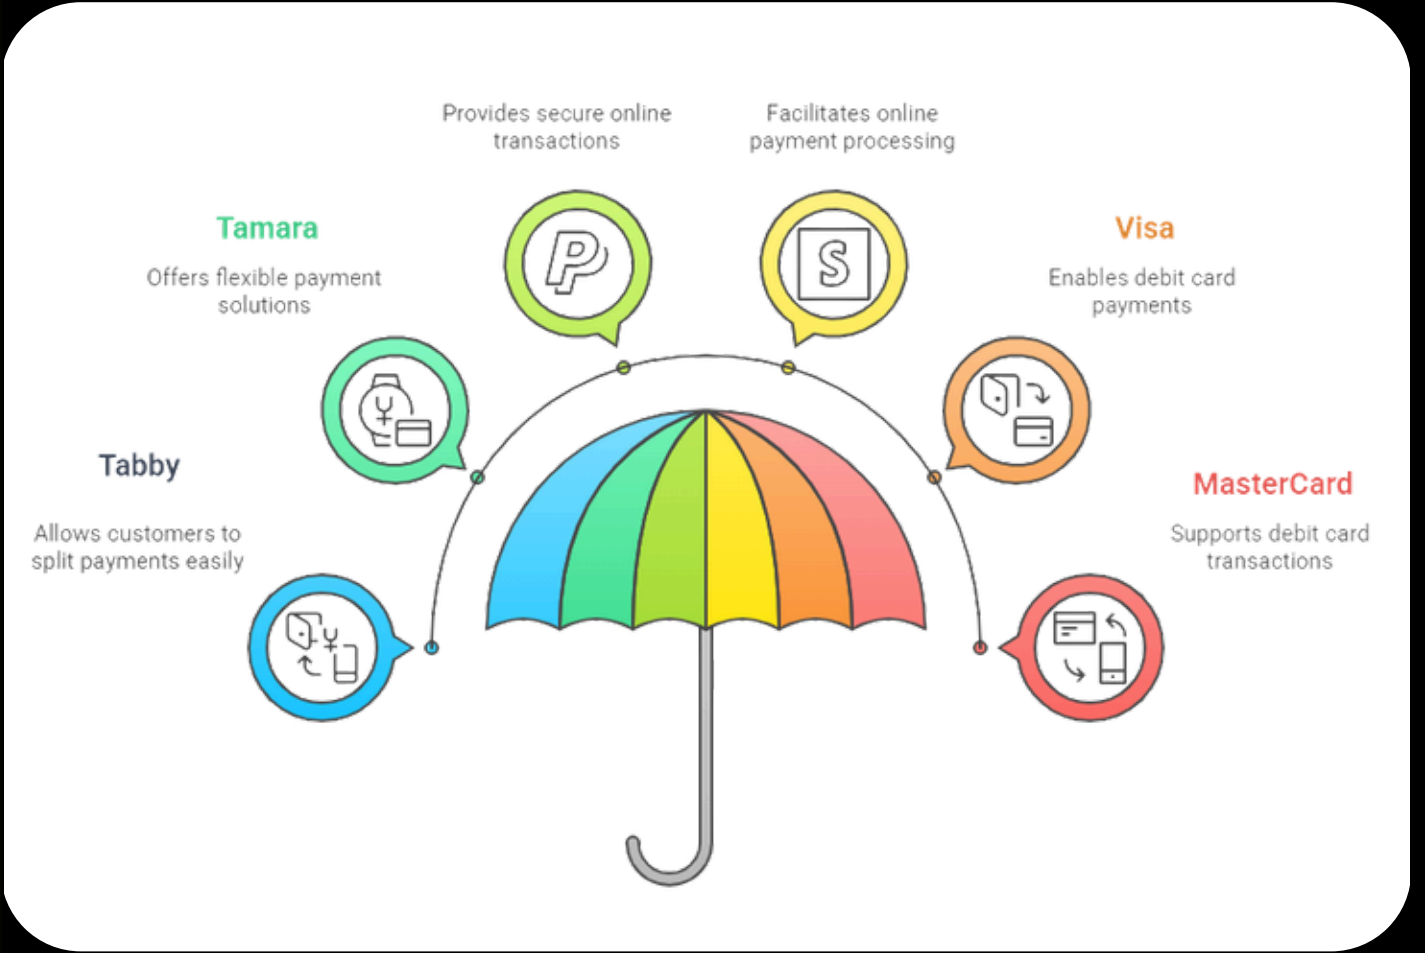 Provides secure online
transactions
Facilitates online
payment processing
Tamara
Offers flexible payment
solutions
Visa
Enables debit card
payments
Tabby
Allows customers to
split payments easily
MasterCard
Supports debit card
transactions
P
S